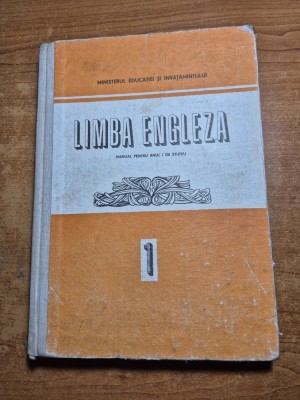 MINISTERUL EDUCAȚIEI ȘI ÎNVĂȚĂMÎNTULUI
LIMBA ENGLEZA
MANUAL PENTRU ANUL I DE STUDIU
1